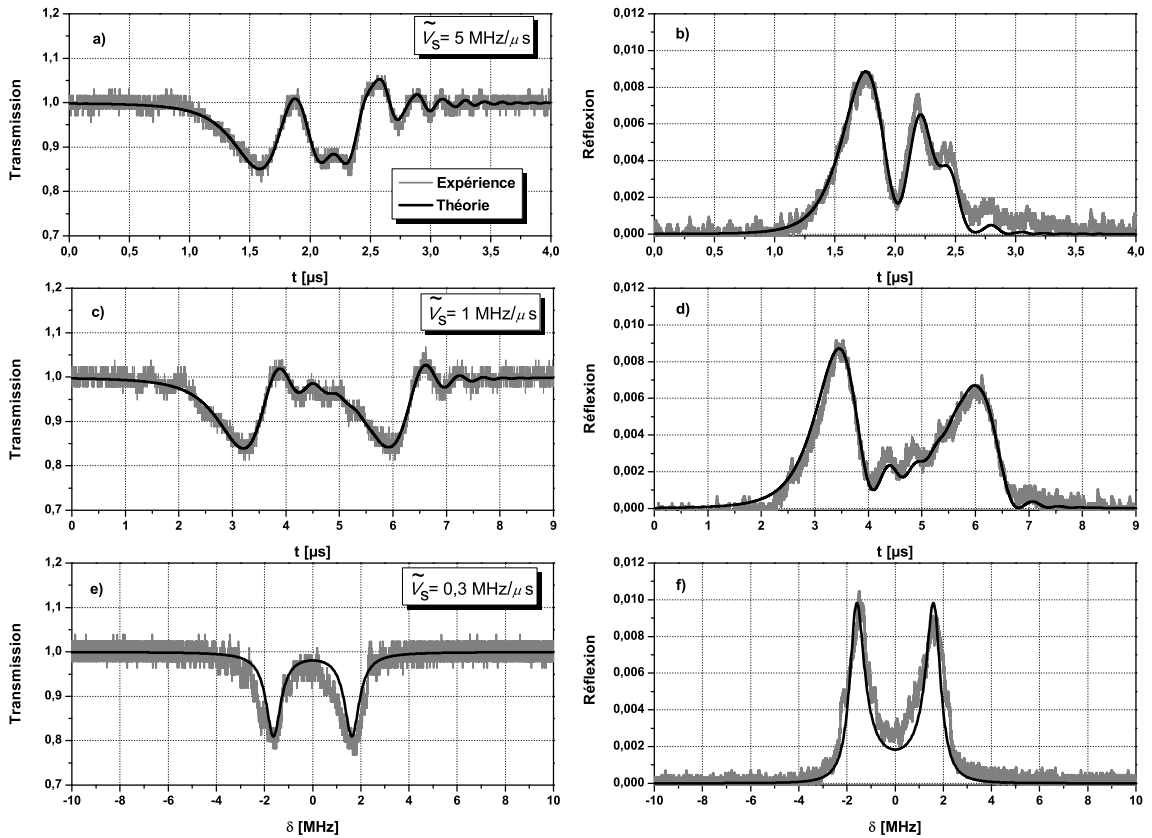 a)
Ṽs= 5 MHz/µs
1,2
1,1
1,0
0,9
0,8
0,7
Transmission
Expérience
Théorie
0,0 0,5 1,0 1,5 2,0 2,5 3,0 3,5 4,0
t [µs]
b)
0,012
0,010
0,008
0,006
0,004
0,002
0,000
Réflexion
0,0 0,5 1,0 1,5 2,0 2,5 3,0 3,5 4,0
t [µs]
c)
Ṽs= 1 MHz/µs
1,2
1,1
1,0
0,9
0,8
0,7
Transmission
0 1 2 3 4 5 6 7 8 9
t [µs]
d)
0,012
0,010
0,008
0,006
0,004
0,002
0,000
Réflexion
0 1 2 3 4 5 6 7 8 9
t [µs]
e)
Ṽs= 0,3 MHz/µs
1,2
1,1
1,0
0,9
0,8
0,7
Transmission
-10 -8 -6 -4 -2 0 2 4 6 8 10
δ [MHz]
f)
0,012
0,010
0,008
0,006
0,004
0,002
0,000
Réflexion
-10 -8 -6 -4 -2 0 2 4 6 8 10
δ [MHz]